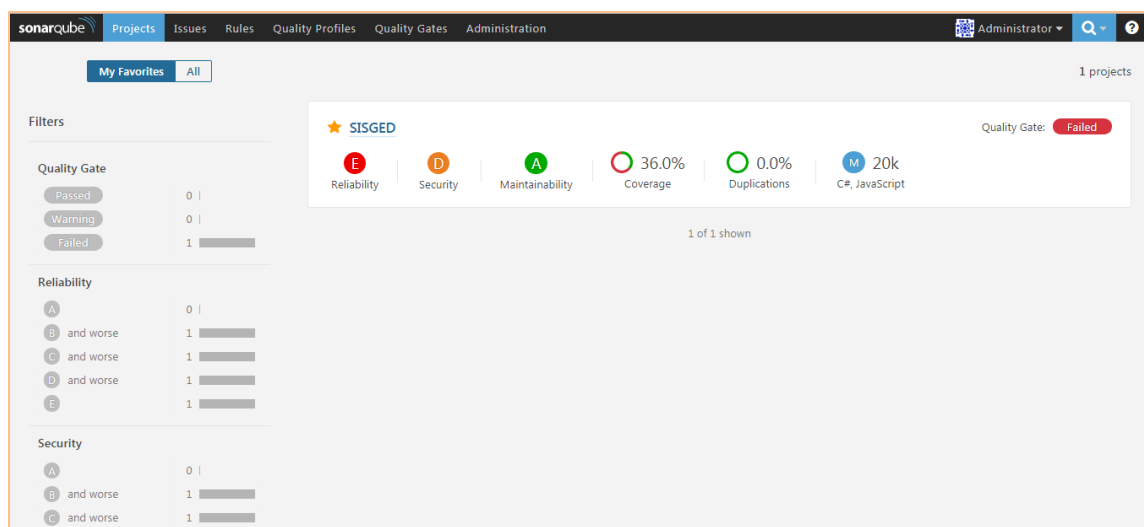 sonarqube Projects Issues Rules Quality Profiles Quality Gates Administration Administrator ?
My Favorites All 1 projects
Filters
SISGED Quality Gate: Failed
Quality Gate
E D A 36.0% 0.0% M 20k
Reliability Security Maintainability Coverage Duplications C#, JavaScript
Passed 0
Warning 0
Failed 1
1 of 1 shown
Reliability
A 0
B and worse 1
C and worse 1
D and worse 1
E 1
Security
A 0
B and worse 1
C and worse 1